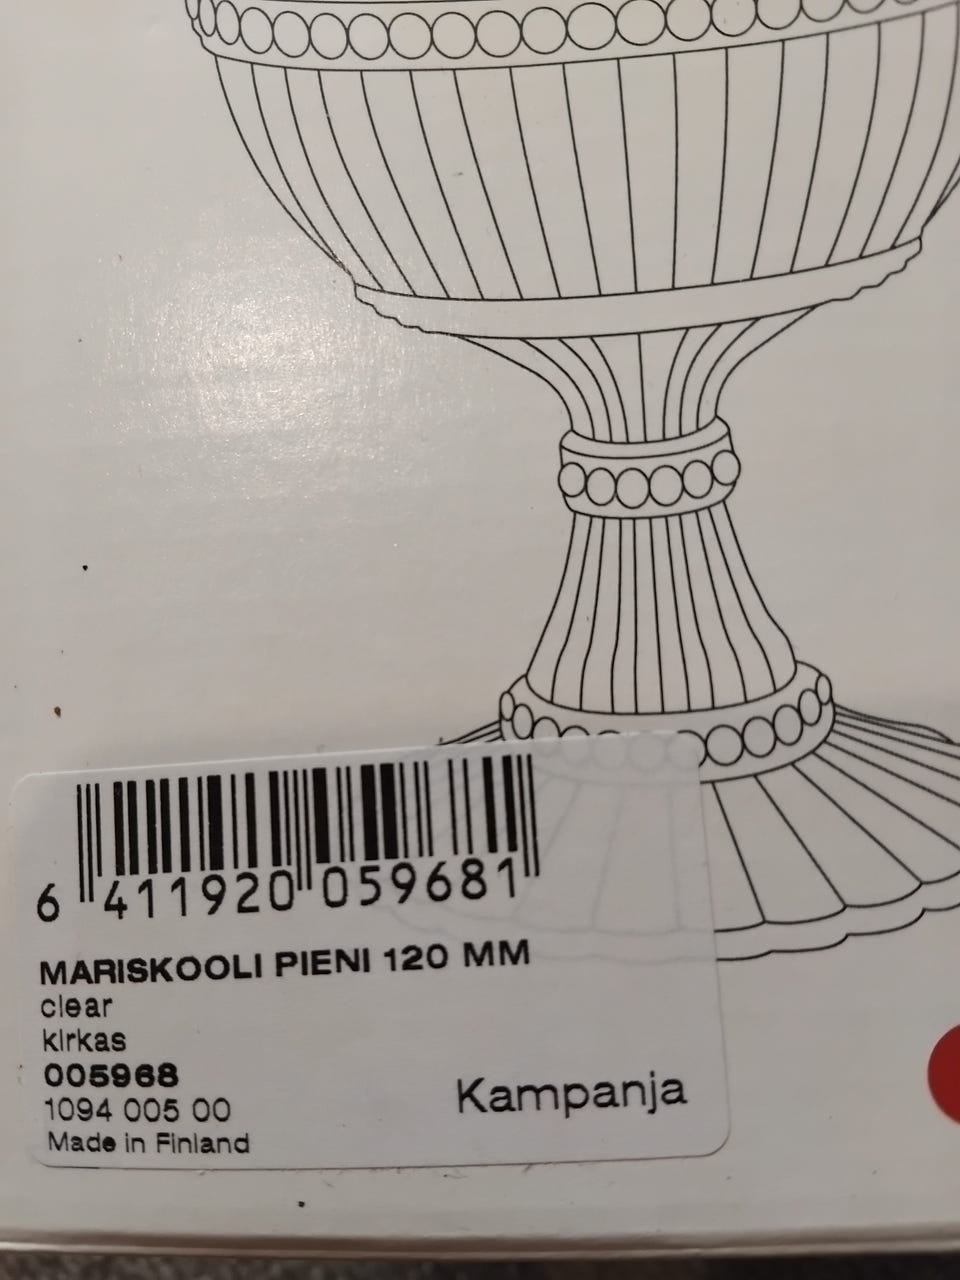 6 411920 059681
MARISKOOLI PIENI 120 MM
clear
kirkas
005968
1094 005 00
Kampanja
Made in Finland